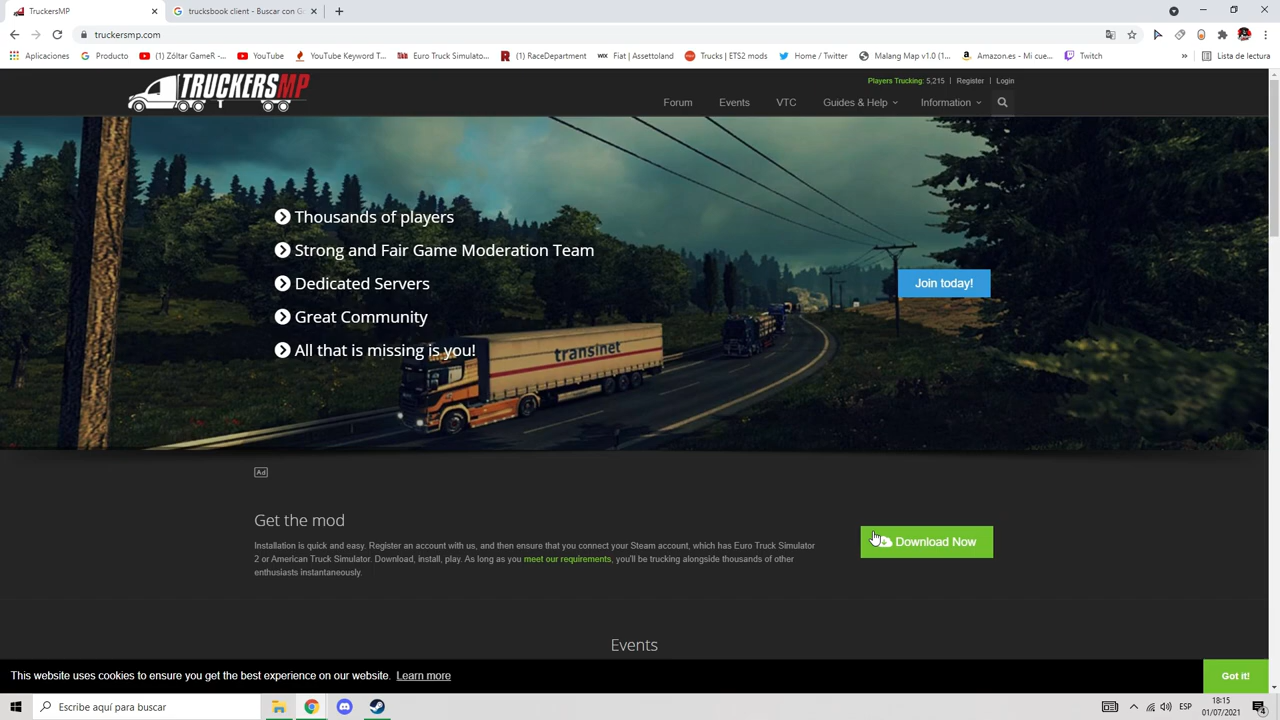 TruckersMP
trucksbook client - Buscar con Go
truckersmp.com
Aplicaciones
Producto
(1) Zóltar GameR -...
YouTube
YouTube Keyword T...
Euro Truck Simulato...
(1) RaceDepartment
Fiat | Assettoland
Trucks | ETS2 mods
Home / Twitter
Malang Map v1.0 (1...
Amazon.es - Mi cue...
Twitch
»
Lista de lectura
TRUCKERSMP
Players Trucking: 5,215 | Register | Login
Forum
Events
VTC
Guides & Help
Information
Thousands of players
Strong and Fair Game Moderation Team
Dedicated Servers
Great Community
All that is missing is you!
Join today!
transinet
Ad
Get the mod
Installation is quick and easy. Register an account with us, and then ensure that you connect your Steam account, which has Euro Truck Simulator
2 or American Truck Simulator. Download, install, play. As long as you meet our requirements, you'll be trucking alongside thousands of other
enthusiasts instantaneously.
Download Now
Events
This website uses cookies to ensure you get the best experience on our website. Learn more
Got it!
Escribe aquí para buscar
ESP
18:15
01/07/2021
4